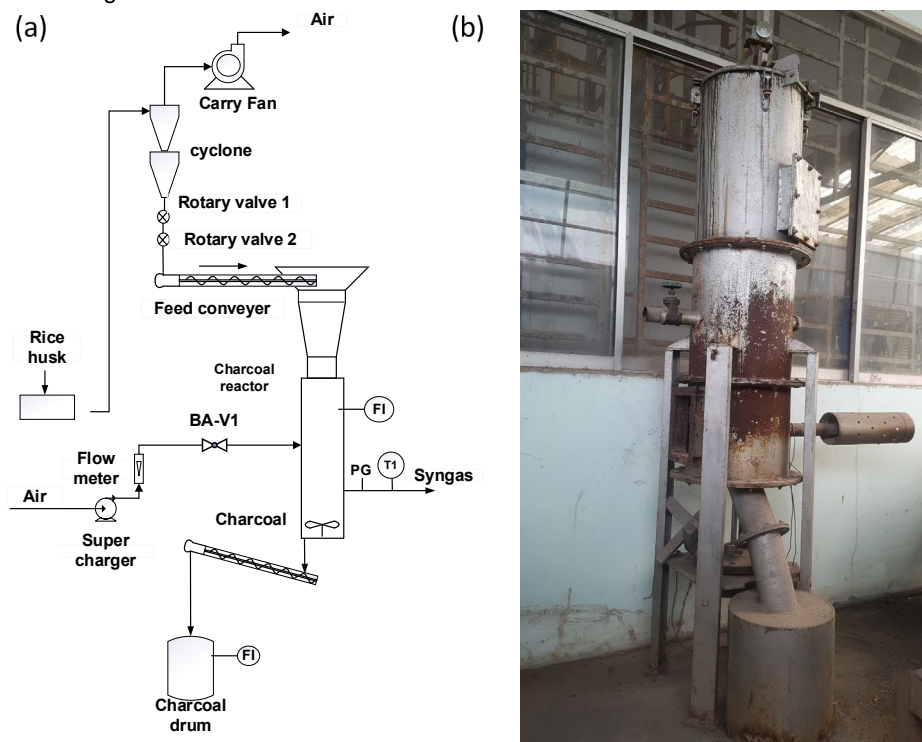 (a)
Air
(b)
Carry Fan
cyclone
Rotary valve 1
Rotary valve 2
Feed conveyer
Rice
husk
Charcoal
reactor
FI
BA-V1
Flow
meter
PG
T1
Syngas
Air
Charcoal
Super
charger
FI
Charcoal
drum